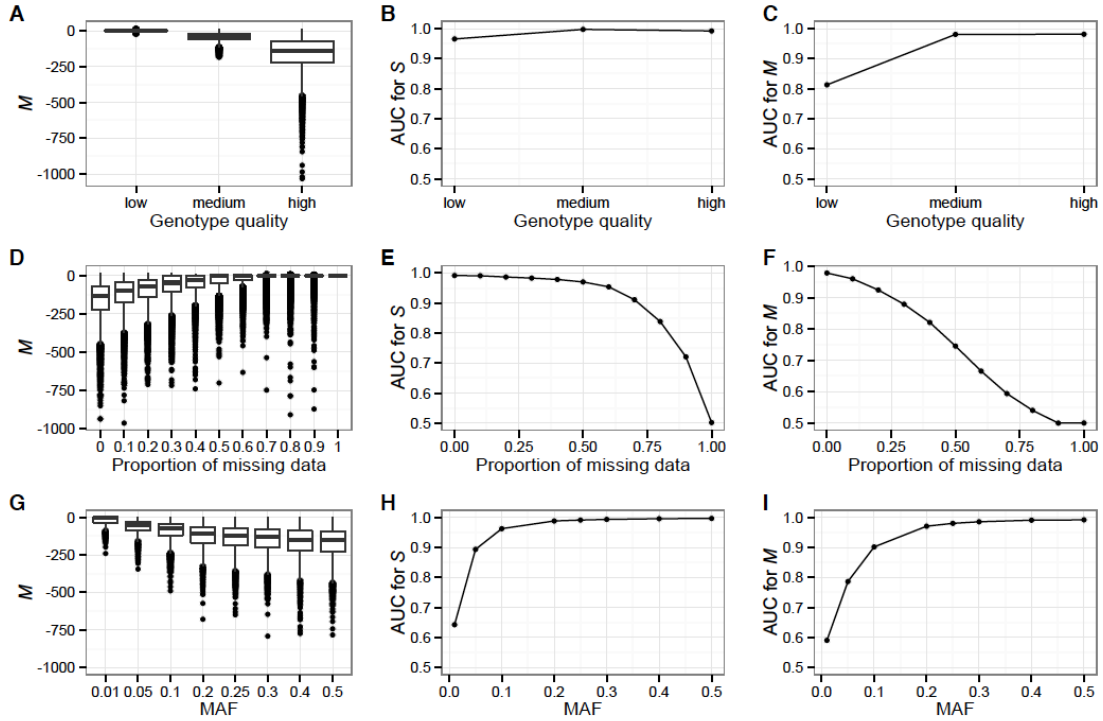 A
M
0
-250
-500
-750
-1000
low medium high
Genotype quality
B
AUC for S
1.0
0.9
0.8
0.7
0.6
0.5
low medium high
Genotype quality
C
AUC for M
1.0
0.9
0.8
0.7
0.6
0.5
low medium high
Genotype quality
D
M
0
-250
-500
-750
-1000
0 0.1 0.2 0.3 0.4 0.5 0.6 0.7 0.8 0.9 1
Proportion of missing data
E
AUC for S
1.0
0.9
0.8
0.7
0.6
0.5
0.00 0.25 0.50 0.75 1.00
Proportion of missing data
F
AUC for M
1.0
0.9
0.8
0.7
0.6
0.5
0.00 0.25 0.50 0.75 1.00
Proportion of missing data
G
M
0
-250
-500
-750
-1000
0.01 0.05 0.1 0.2 0.25 0.3 0.4 0.5
MAF
H
AUC for S
1.0
0.9
0.8
0.7
0.6
0.5
0.0 0.1 0.2 0.3 0.4 0.5
MAF
I
AUC for M
1.0
0.9
0.8
0.7
0.6
0.5
0.0 0.1 0.2 0.3 0.4 0.5
MAF